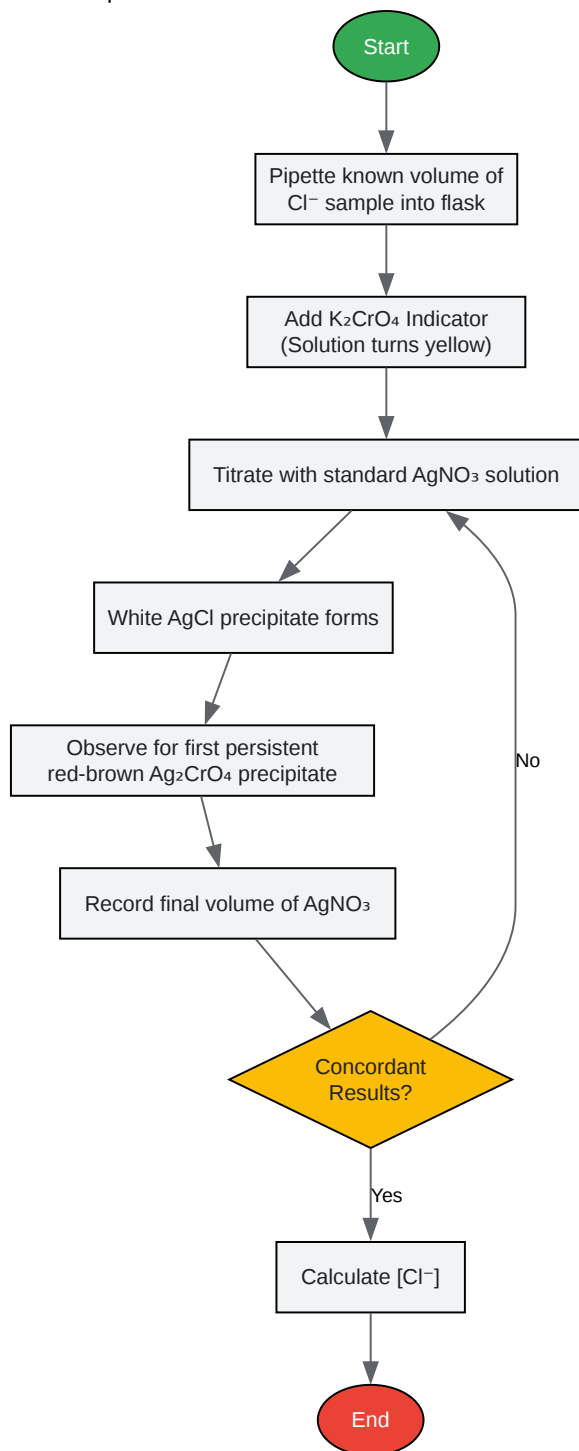 Start
Pipette known volume of
Cl⁻ sample into flask
Add K₂CrO₄ Indicator
(Solution turns yellow)
Titrate with standard AgNO₃ solution
White AgCl precipitate forms
Observe for first persistent
red-brown Ag₂CrO₄ precipitate
No
Record final volume of AgNO₃
Concordant
Results?
Yes
Calculate [Cl⁻]
End